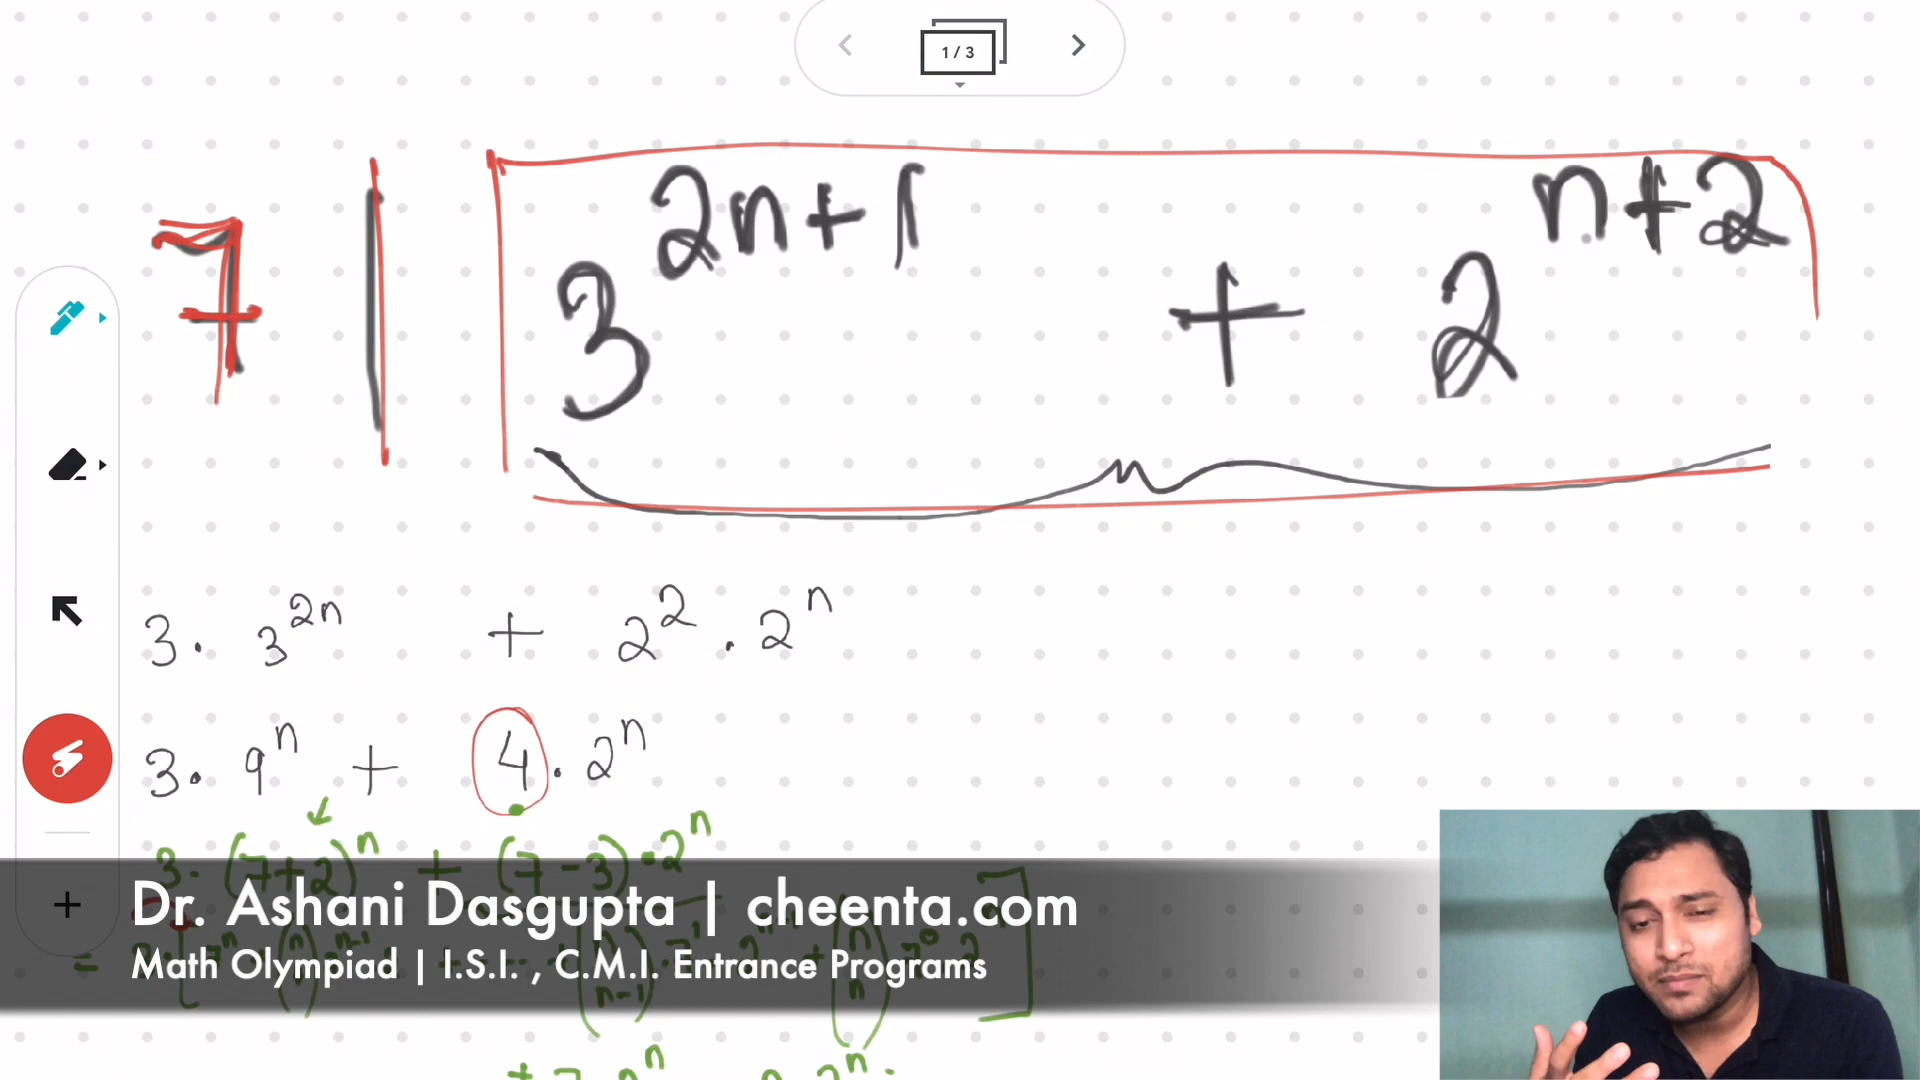 1 / 3
7 | 3^{2n+1} + 2^{n+2}
3 · 3^{2n} + 2^2 · 2^n
3 · 9^n + 4 · 2^n
3 · (7+2)^n + (7-3) · 2^n
Dr. Ashani Dasgupta | cheenta.com
Math Olympiad | I.S.I. , C.M.I. Entrance Programs